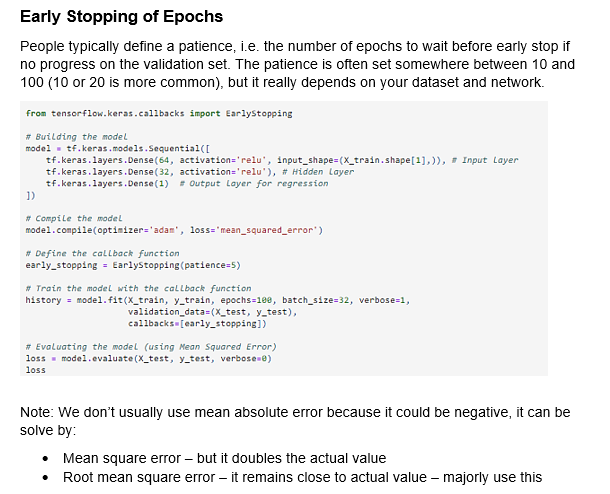 Early Stopping of Epochs
People typically define a patience, i.e. the number of epochs to wait before early stop if
no progress on the validation set. The patience is often set somewhere between 10 and
100 (10 or 20 is more common), but it really depends on your dataset and network.
from tensorflow.keras.callbacks import EarlyStopping
# Building the model
model = tf.keras.models.Sequential([
    tf.keras.layers.Dense(64, activation='relu', input_shape=(X_train.shape[1],)), # Input Layer
    tf.keras.layers.Dense(32, activation='relu'), # Hidden Layer
    tf.keras.layers.Dense(1)  # Output Layer for regression
])
# Compile the model
model.compile(optimizer='adam', loss='mean_squared_error')
# Define the callback function
early_stopping = EarlyStopping(patience=5)
# Train the model with the callback function
history = model.fit(X_train, y_train, epochs=100, batch_size=32, verbose=1,
                    validation_data=(X_test, y_test),
                    callbacks=[early_stopping])
# Evaluating the model (using Mean Squared Error)
loss = model.evaluate(X_test, y_test, verbose=0)
loss
Note: We don't usually use mean absolute error because it could be negative, it can be
solve by:
• Mean square error – but it doubles the actual value
• Root mean square error – it remains close to actual value – majorly use this